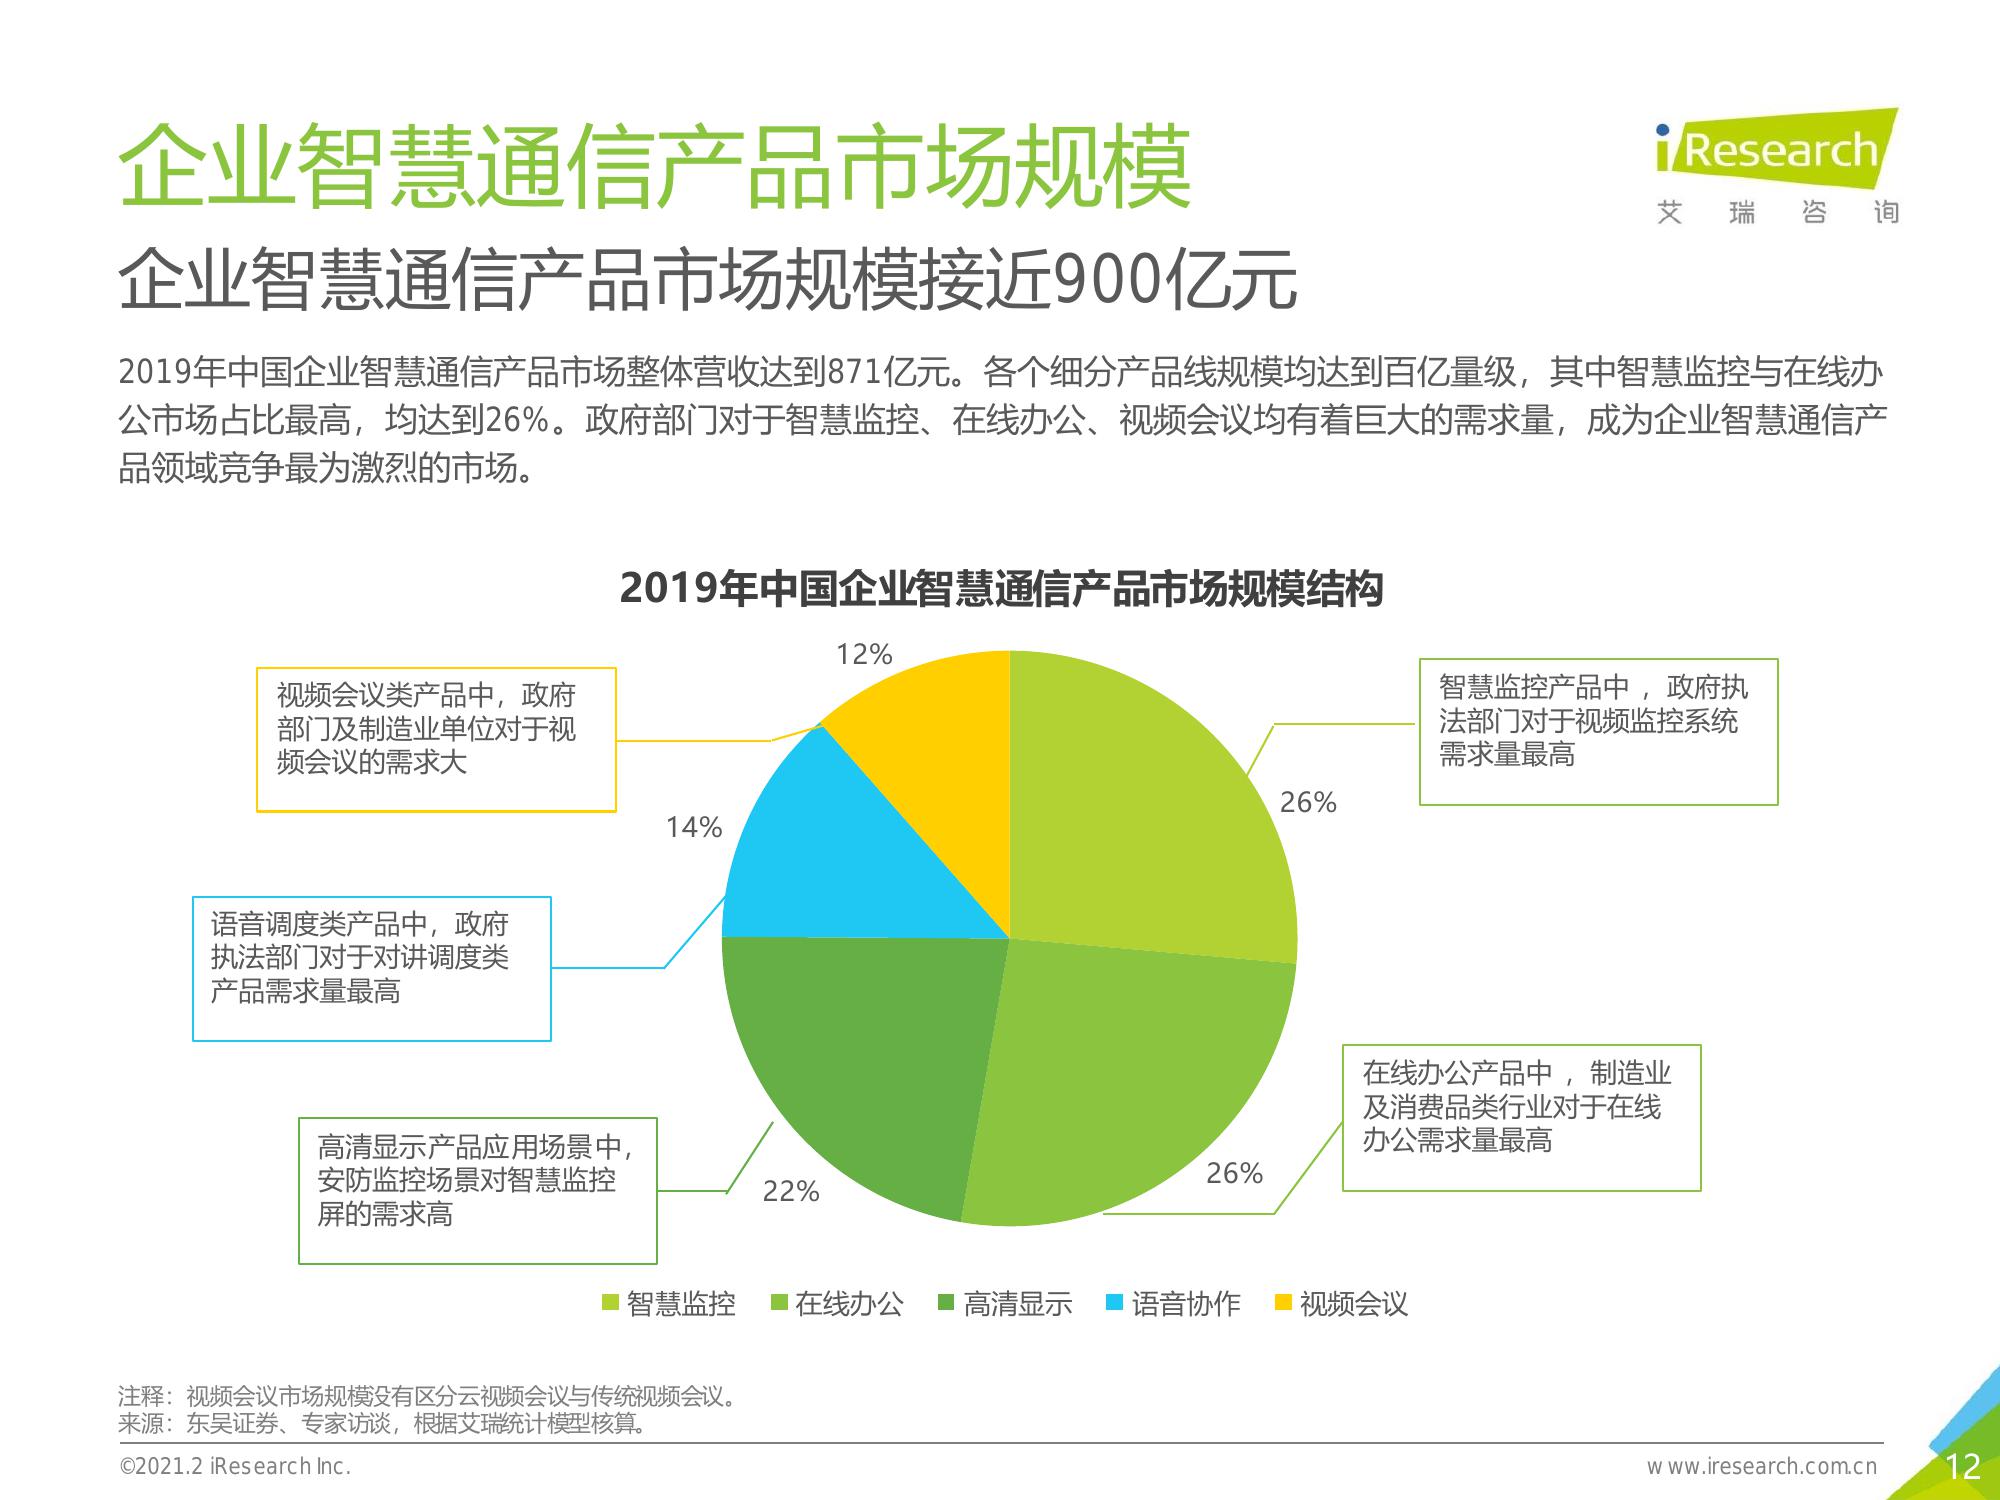 企业智慧通信产品市场规模
iResearch
艾瑞咨询
企业智慧通信产品市场规模接近900亿元
2019年中国企业智慧通信产品市场整体营收达到871亿元。各个细分产品线规模均达到百亿量级，其中智慧监控与在线办
公市场占比最高，均达到26%。政府部门对于智慧监控、在线办公、视频会议均有着巨大的需求量，成为企业智慧通信产
品领域竞争最为激烈的市场。
2019年中国企业智慧通信产品市场规模结构
12%
视频会议类产品中，政府
部门及制造业单位对于视
频会议的需求大
智慧监控产品中，政府执
法部门对于视频监控系统
需求量最高
26%
14%
语音调度类产品中，政府
执法部门对于对讲调度类
产品需求量最高
在线办公产品中，制造业
及消费品类行业对于在线
办公需求量最高
26%
高清显示产品应用场景中，
安防监控场景对智慧监控
屏的需求高
22%
智慧监控 在线办公 高清显示 语音协作 视频会议
注释：视频会议市场规模没有区分云视频会议与传统视频会议。
来源：东吴证券、专家访谈，根据艾瑞统计模型核算。
©2021.2 iResearch Inc.
www.iresearch.com.cn
12